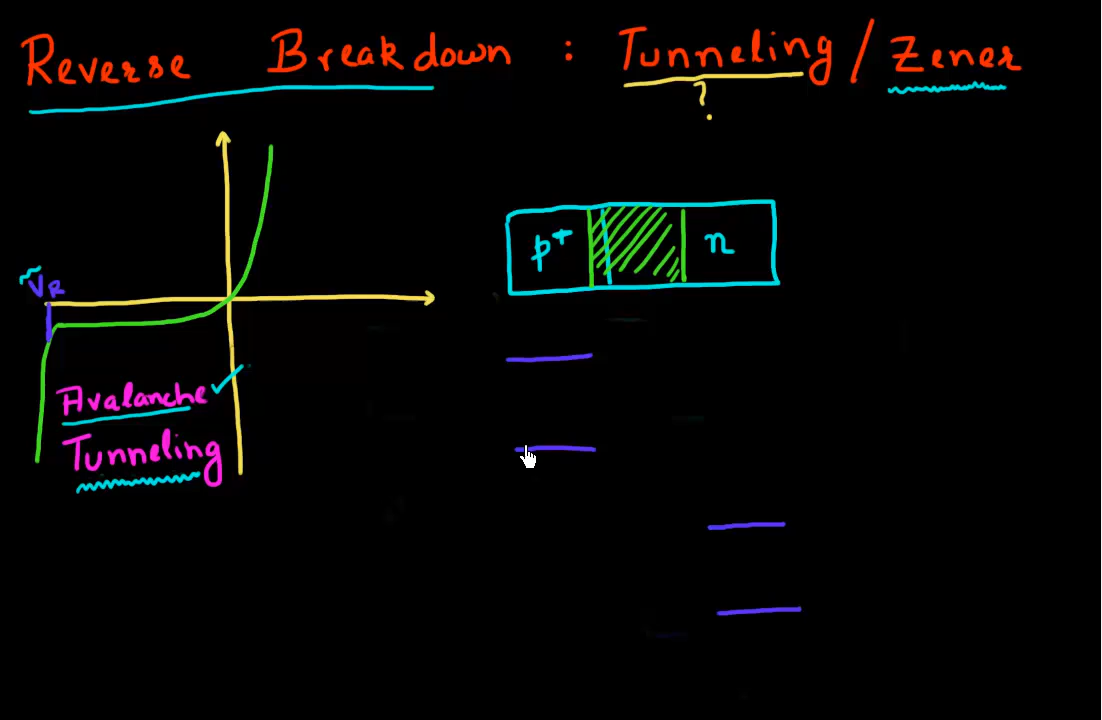 Reverse Breakdown : Tunneling / Zener
?
p+ n
VR
Avalanche ✓
Tunneling